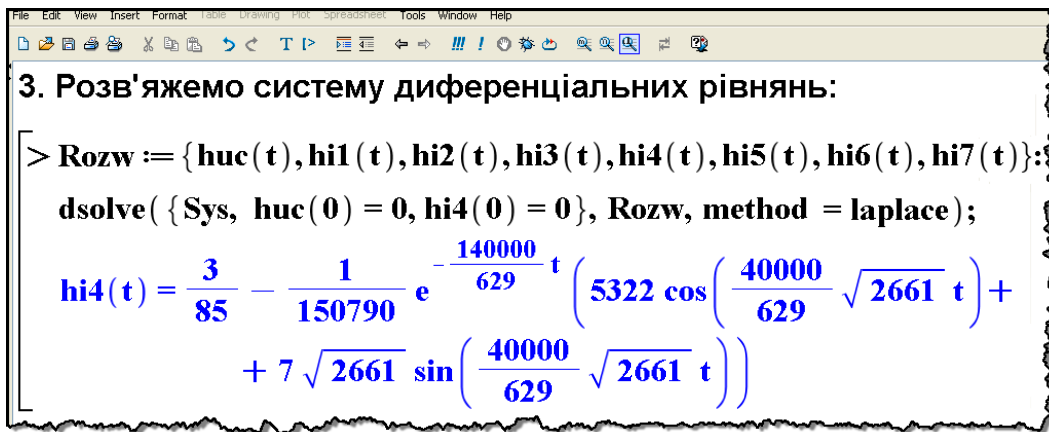 File Edit View Insert Format Table Drawing Plot Spreadsheet Tools Window Help
3. Розв'яжемо систему диференціальних рівнянь:
> Rozw := {huc(t), hi1(t), hi2(t), hi3(t), hi4(t), hi5(t), hi6(t), hi7(t)}:
dsolve( {Sys, huc(0) = 0, hi4(0) = 0}, Rozw, method = laplace);
hi4(t) = 3/85 − 1/150790 e^(−140000/629 t) ( 5322 cos( 40000/629 √2661 t ) +
+ 7 √2661 sin( 40000/629 √2661 t ) )